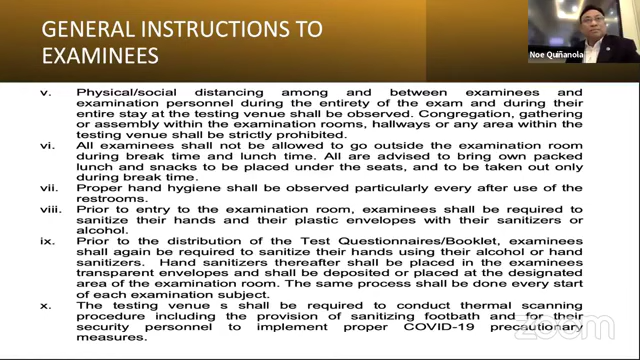 GENERAL INSTRUCTIONS TO
EXAMINEES
Noe Quiñanola
v. Physical/social distancing among and between examinees and
examination personnel during the entirety of the exam and during their
entire stay at the testing venue shall be observed. Congregation, gathering
or assembly within the examination rooms, hallways or any area within the
testing venue shall be strictly prohibited.
vi. All examinees shall not be allowed to go outside the examination room
during break time and lunch time. All are advised to bring own packed
lunch and snacks to be placed under the seats, and to be taken out only
during break time.
vii. Proper hand hygiene shall be observed particularly every after use of the
restrooms.
viii. Prior to entry to the examination room, examinees shall be required to
sanitize their hands and their plastic envelopes with their sanitizers or
alcohol.
ix. Prior to the distribution of the Test Questionnaires/Booklet, examinees
shall again be required to sanitize their hands using their alcohol or hand
sanitizers. Hand sanitizers thereafter shall be placed in the examinees
transparent envelopes and shall be deposited or placed at the designated
area of the examination room. The same process shall be done every start
of each examination subject.
x. The testing venue s shall be required to conduct thermal scanning
procedure including the provision of sanitizing footbath and for their
security personnel to implement proper COVID-19 precautionary
measures.
zoom